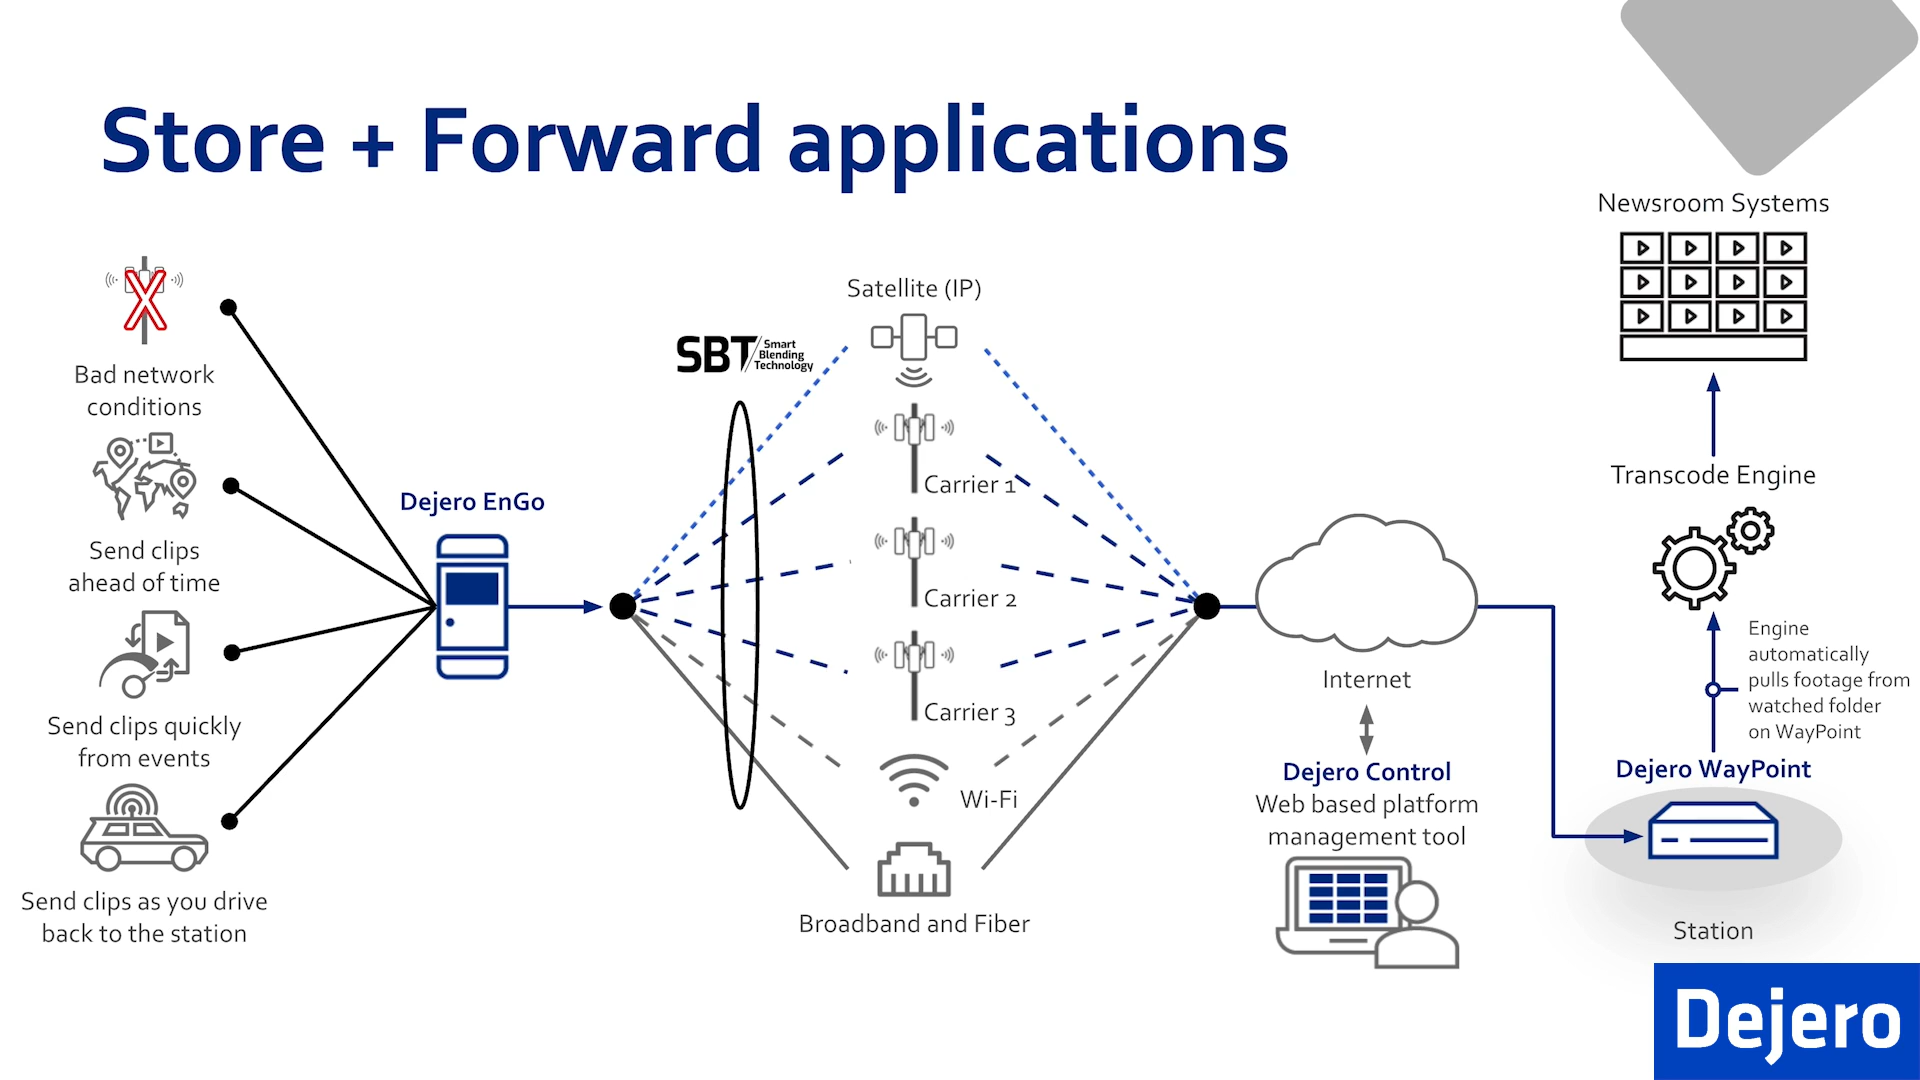 Store + Forward applications
Bad network
conditions
Send clips
ahead of time
Send clips quickly
from events
Send clips as you drive
back to the station
Dejero EnGo
SBT
Smart
Blending
Technology
Satellite (IP)
Carrier 1
Carrier 2
Carrier 3
Wi-Fi
Broadband and Fiber
Internet
Dejero Control
Web based platform
management tool
Newsroom Systems
Transcode Engine
Engine
automatically
pulls footage from
watched folder
on WayPoint
Dejero WayPoint
Station
Dejero